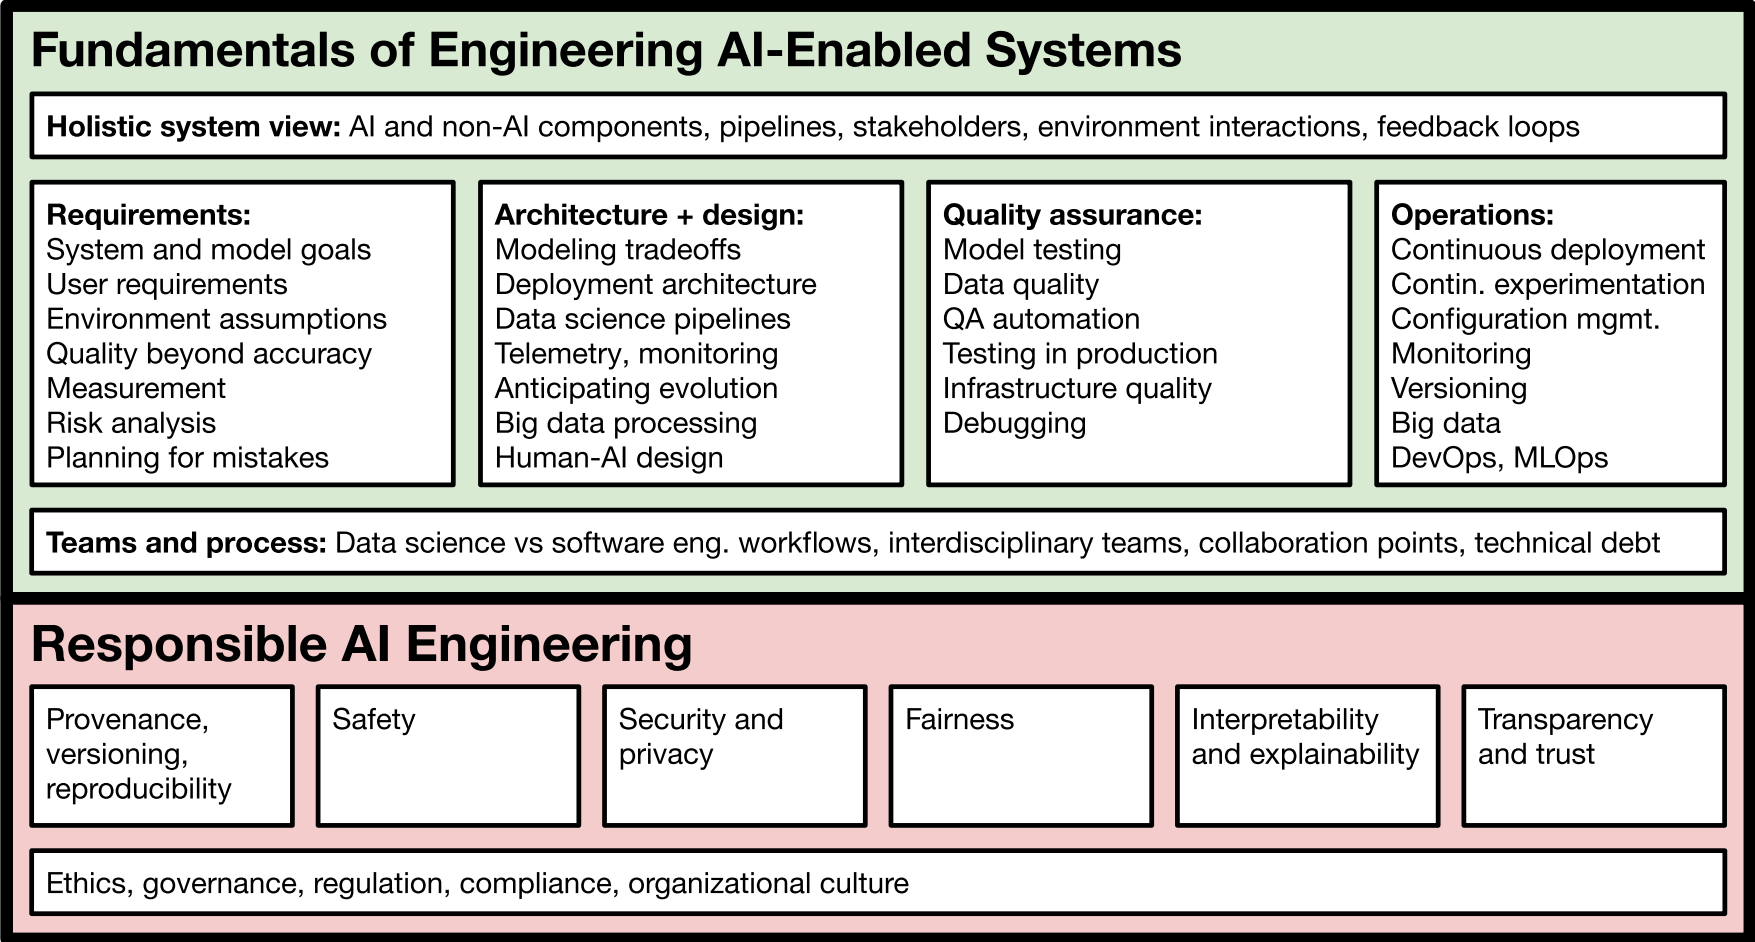 Fundamentals of Engineering AI-Enabled Systems
Holistic system view: AI and non-AI components, pipelines, stakeholders, environment interactions, feedback loops
Requirements:
System and model goals
User requirements
Environment assumptions
Quality beyond accuracy
Measurement
Risk analysis
Planning for mistakes
Architecture + design:
Modeling tradeoffs
Deployment architecture
Data science pipelines
Telemetry, monitoring
Anticipating evolution
Big data processing
Human-AI design
Quality assurance:
Model testing
Data quality
QA automation
Testing in production
Infrastructure quality
Debugging
Operations:
Continuous deployment
Contin. experimentation
Configuration mgmt.
Monitoring
Versioning
Big data
DevOps, MLOps
Teams and process: Data science vs software eng. workflows, interdisciplinary teams, collaboration points, technical debt
Responsible AI Engineering
Provenance,
versioning,
reproducibility
Safety
Security and
privacy
Fairness
Interpretability
and explainability
Transparency
and trust
Ethics, governance, regulation, compliance, organizational culture